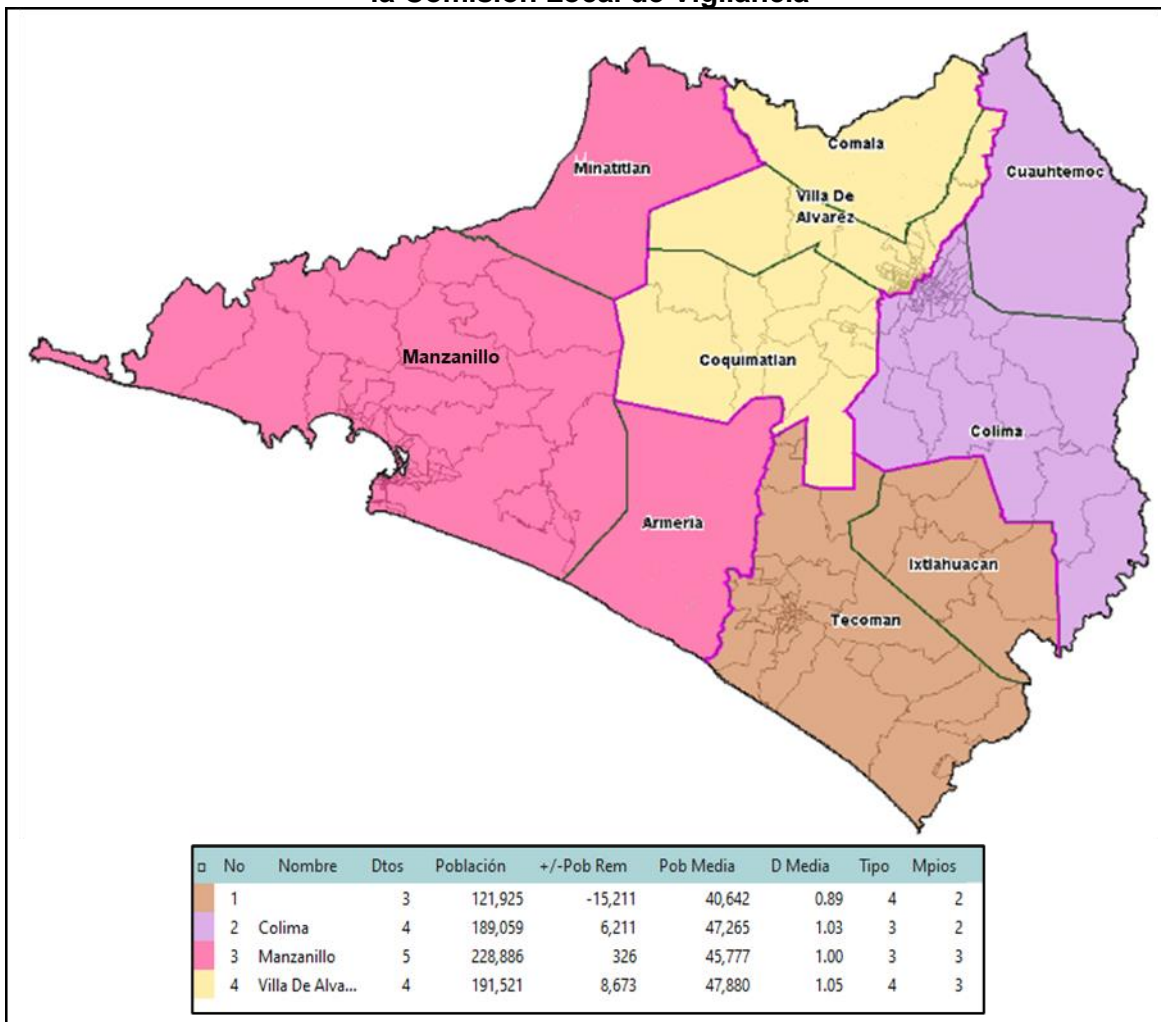 la Comisión Local de Vigilancia
Comala
Minatitlan
Cuauhtemoc
Villa De
Alvarez
Manzanillo
Coquimatlan
Colima
Armeria
Ixtlahuacan
Tecoman
No Nombre Dtos Población +/-Pob Rem Pob Media D Media Tipo Mpios
1 3 121,925 -15,211 40,642 0.89 4 2
2 Colima 4 189,059 6,211 47,265 1.03 3 2
3 Manzanillo 5 228,886 326 45,777 1.00 3 3
4 Villa De Alva... 4 191,521 8,673 47,880 1.05 4 3